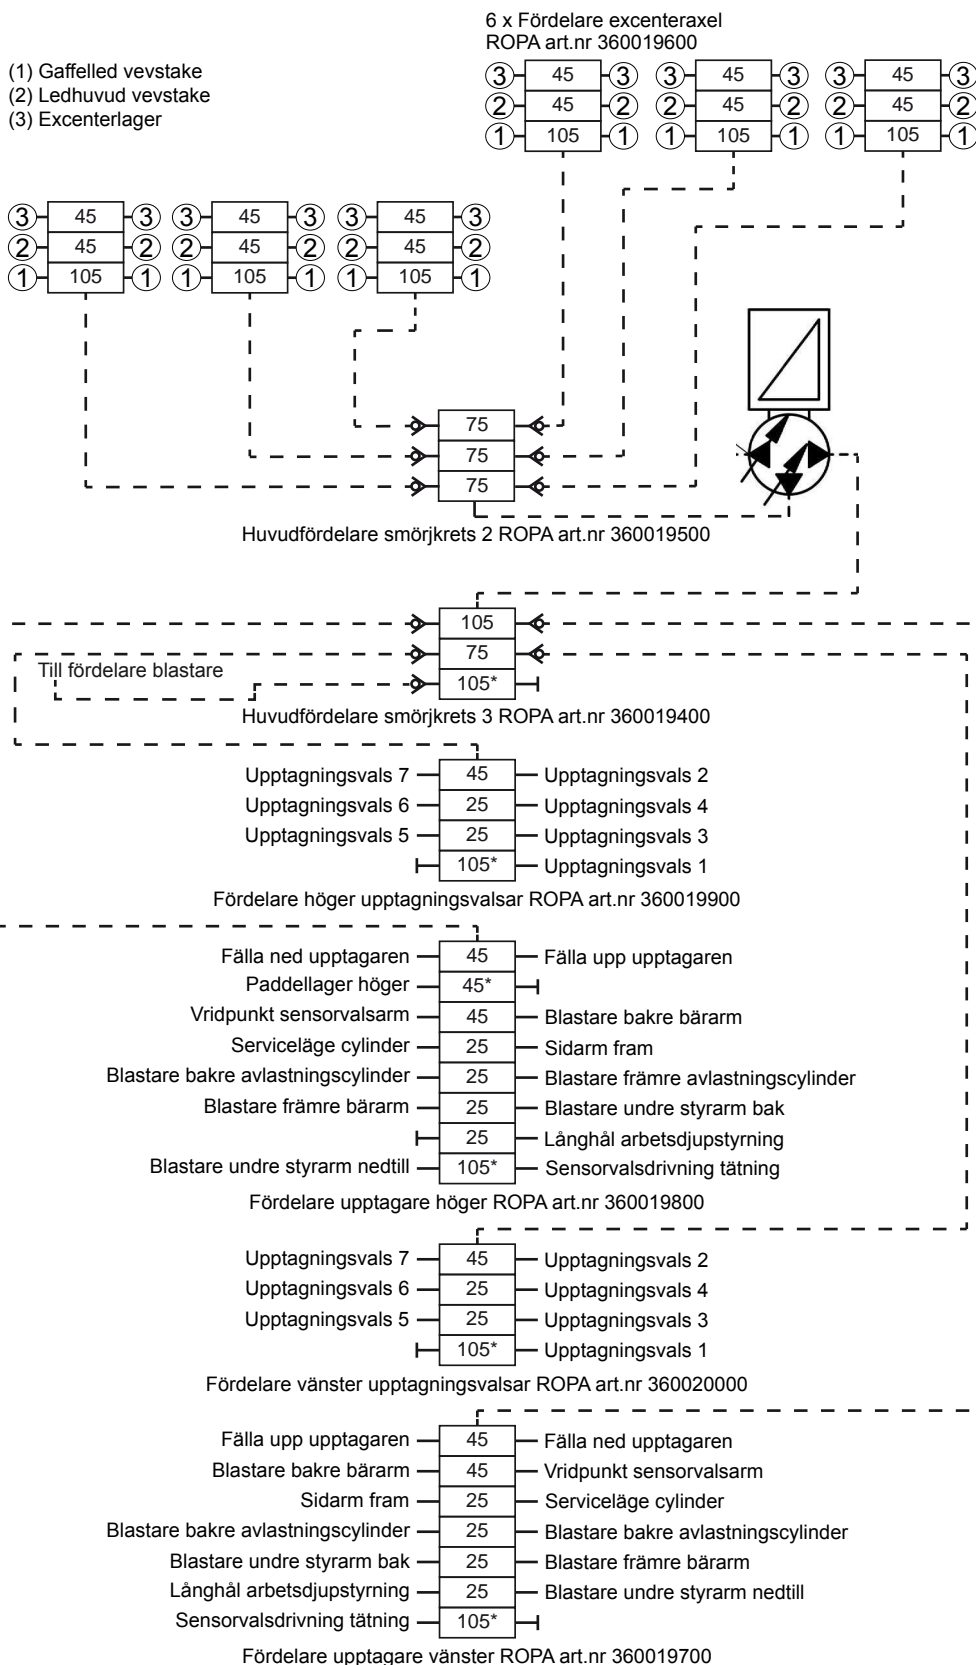 6 x Fördelare excenteraxel
ROPA art.nr 360019600
(1) Gaffelled vevstake
(2) Ledhuvud vevstake
(3) Excenterlager
3 45 3 3 45 3 3 45 3
2 45 2 2 45 2 2 45 2
1 105 1 1 105 1 1 105 1
3 45 3 3 45 3 3 45 3
2 45 2 2 45 2 2 45 2
1 105 1 1 105 1 1 105 1
75
75
75
Huvudfördelare smörjkrets 2 ROPA art.nr 360019500
105
75
Till fördelare blastare
105*
Huvudfördelare smörjkrets 3 ROPA art.nr 360019400
Upptagningsvals 7 45 Upptagningsvals 2
Upptagningsvals 6 25 Upptagningsvals 4
Upptagningsvals 5 25 Upptagningsvals 3
105* Upptagningsvals 1
Fördelare höger upptagningsvalsar ROPA art.nr 360019900
Fälla ned upptagaren 45 Fälla upp upptagaren
Paddellager höger 45*
Vridpunkt sensorvalsarm 45 Blastare bakre bärarm
Serviceläge cylinder 25 Sidarm fram
Blastare bakre avlastningscylinder 25 Blastare främre avlastningscylinder
Blastare främre bärarm 25 Blastare undre styrarm bak
25 Långhål arbetsdjupstyrning
Blastare undre styrarm nedtill 105* Sensorvalsdrivning tätning
Fördelare upptagare höger ROPA art.nr 360019800
Upptagningsvals 7 45 Upptagningsvals 2
Upptagningsvals 6 25 Upptagningsvals 4
Upptagningsvals 5 25 Upptagningsvals 3
105* Upptagningsvals 1
Fördelare vänster upptagningsvalsar ROPA art.nr 360020000
Fälla upp upptagaren 45 Fälla ned upptagaren
Blastare bakre bärarm 45 Vridpunkt sensorvalsarm
Sidarm fram 25 Serviceläge cylinder
Blastare bakre avlastningscylinder 25 Blastare bakre avlastningscylinder
Blastare undre styrarm bak 25 Blastare främre bärarm
Långhål arbetsdjupstyrning 25 Blastare undre styrarm nedtill
Sensorvalsdrivning tätning 105*
Fördelare upptagare vänster ROPA art.nr 360019700